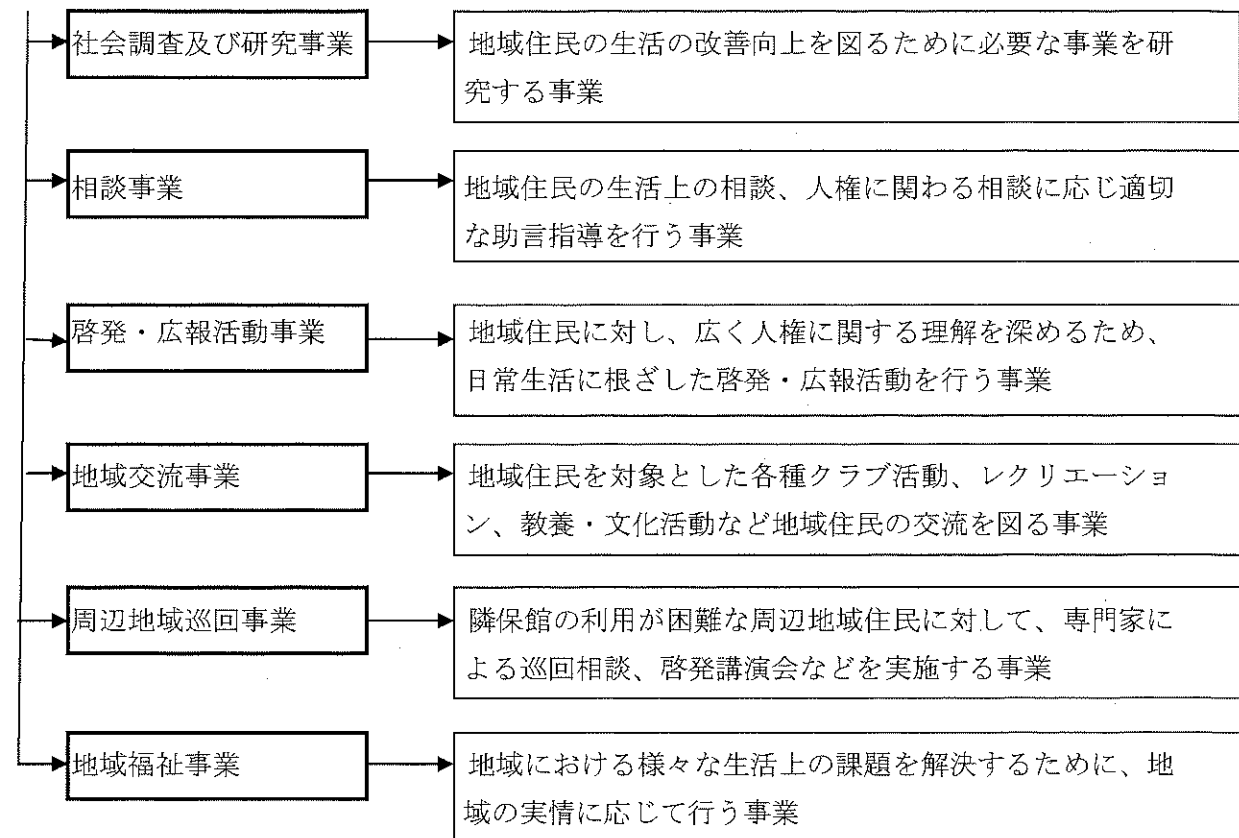 社会調査及び研究事業
地域住民の生活の改善向上を図るために必要な事業を研
究する事業
相談事業
地域住民の生活上の相談、人権に関わる相談に応じ適切
な助言指導を行う事業
啓発・広報活動事業
地域住民に対し、広く人権に関する理解を深めるため、
日常生活に根ざした啓発・広報活動を行う事業
地域交流事業
地域住民を対象とした各種クラブ活動、レクリエーショ
ン、教養・文化活動など地域住民の交流を図る事業
周辺地域巡回事業
隣保館の利用が困難な周辺地域住民に対して、専門家に
よる巡回相談、啓発講演会などを実施する事業
地域福祉事業
地域における様々な生活上の課題を解決するために、地
域の実情に応じて行う事業